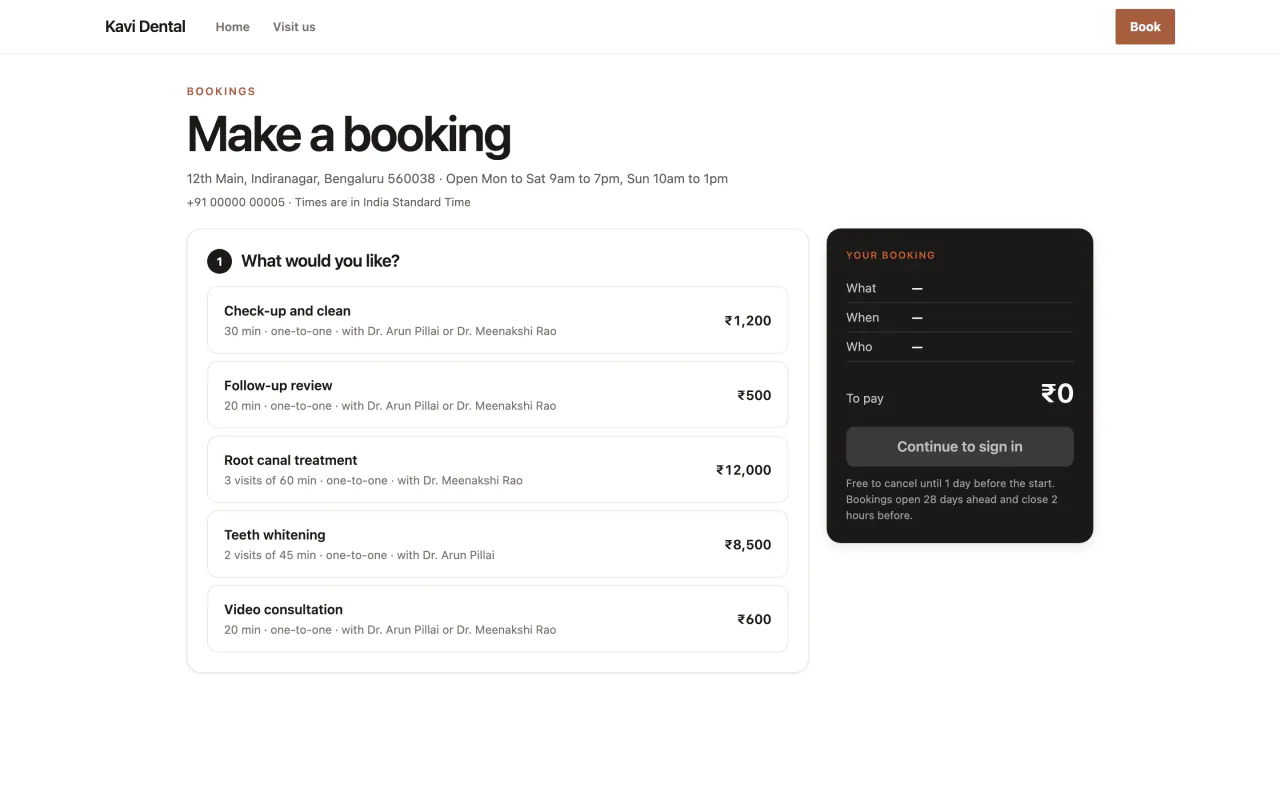 Kavi Dental
Home
Visit us
Book
BOOKINGS
Make a booking
12th Main, Indiranagar, Bengaluru 560038 · Open Mon to Sat 9am to 7pm, Sun 10am to 1pm
+91 00000 00005 · Times are in India Standard Time
1 What would you like?
Check-up and clean
30 min · one-to-one · with Dr. Arun Pillai or Dr. Meenakshi Rao
₹1,200
Follow-up review
20 min · one-to-one · with Dr. Arun Pillai or Dr. Meenakshi Rao
₹500
Root canal treatment
3 visits of 60 min · one-to-one · with Dr. Meenakshi Rao
₹12,000
Teeth whitening
2 visits of 45 min · one-to-one · with Dr. Arun Pillai
₹8,500
Video consultation
20 min · one-to-one · with Dr. Arun Pillai or Dr. Meenakshi Rao
₹600
YOUR BOOKING
What —
When —
Who —
To pay ₹0
Continue to sign in
Free to cancel until 1 day before the start.
Bookings open 28 days ahead and close 2
hours before.